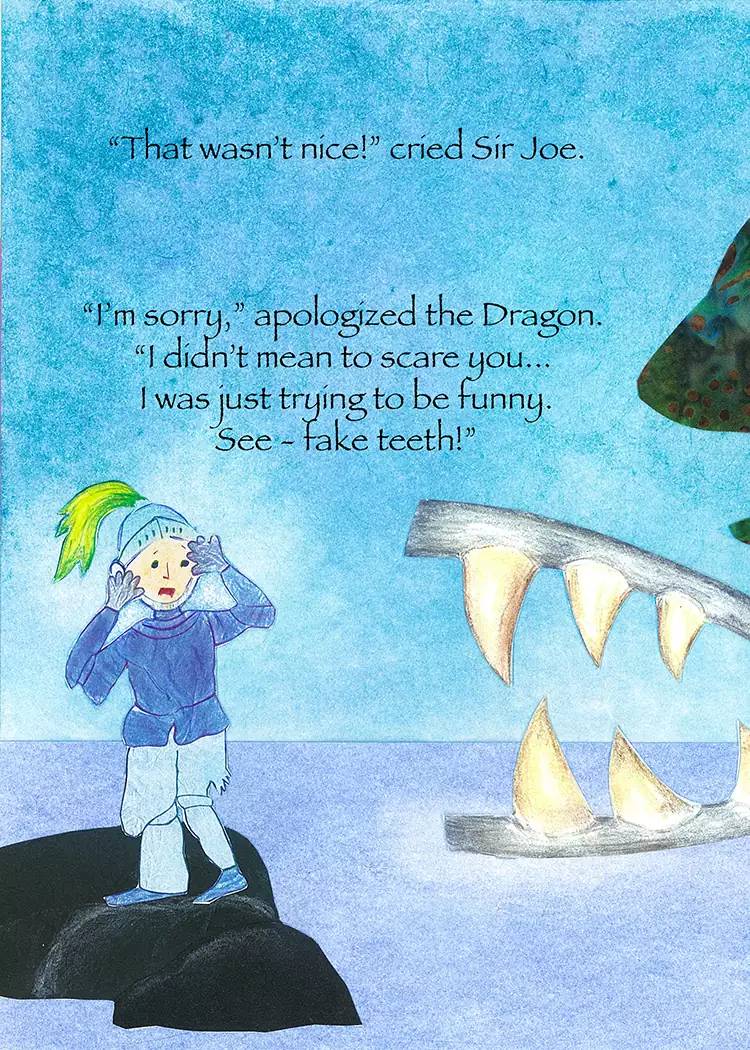 “That wasn’t nice!” cried Sir Joe.
“I’m sorry,” apologized the Dragon.
“I didn’t mean to scare you...
I was just trying to be funny.
See - fake teeth!”